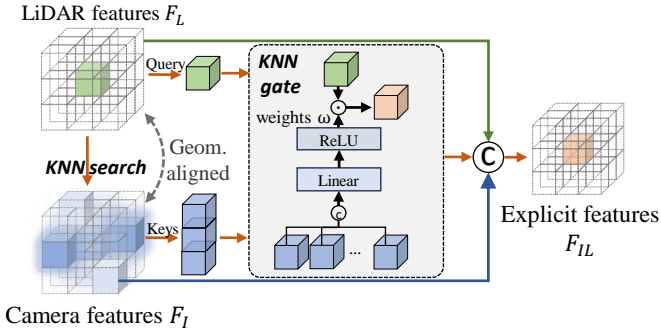 LiDAR features F_L
Query
KNN
gate
weights ω
ReLU
Linear
c
...
KNN search
Geom.
aligned
Keys
C
Explicit features
F_IL
Camera features F_I